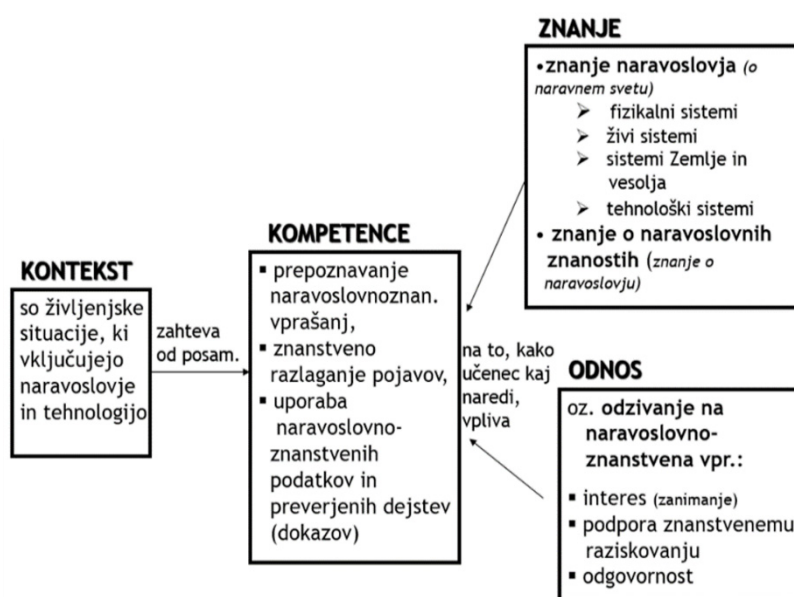 KONTEKST
so življenjske
situacije, ki
vključujejo
naravoslovje
in tehnologijo
zahteva
od posam.
KOMPETENCE
▪ prepoznavanje
naravoslovnoznan.
vprašanj,
▪ znanstveno
razlaganje pojavov,
▪ uporaba
naravoslovno-
znanstvenih
podatkov in
preverjenih dejstev
(dokazov)
na to, kako
učenec kaj
naredi,
vpliva
ZNANJE
•znanje naravoslovja (o
naravnem svetu)
➢ fizikalni sistemi
➢ živi sistemi
➢ sistemi Zemlje in
vesolja
➢ tehnološki sistemi
• znanje o naravoslovnih
znanostih (znanje o
naravoslovju)
ODNOS
oz. odzivanje na
naravoslovno-
znanstvena vpr.:
▪ interes (zanimanje)
▪ podpora znanstvenemu
raziskovanju
▪ odgovornost